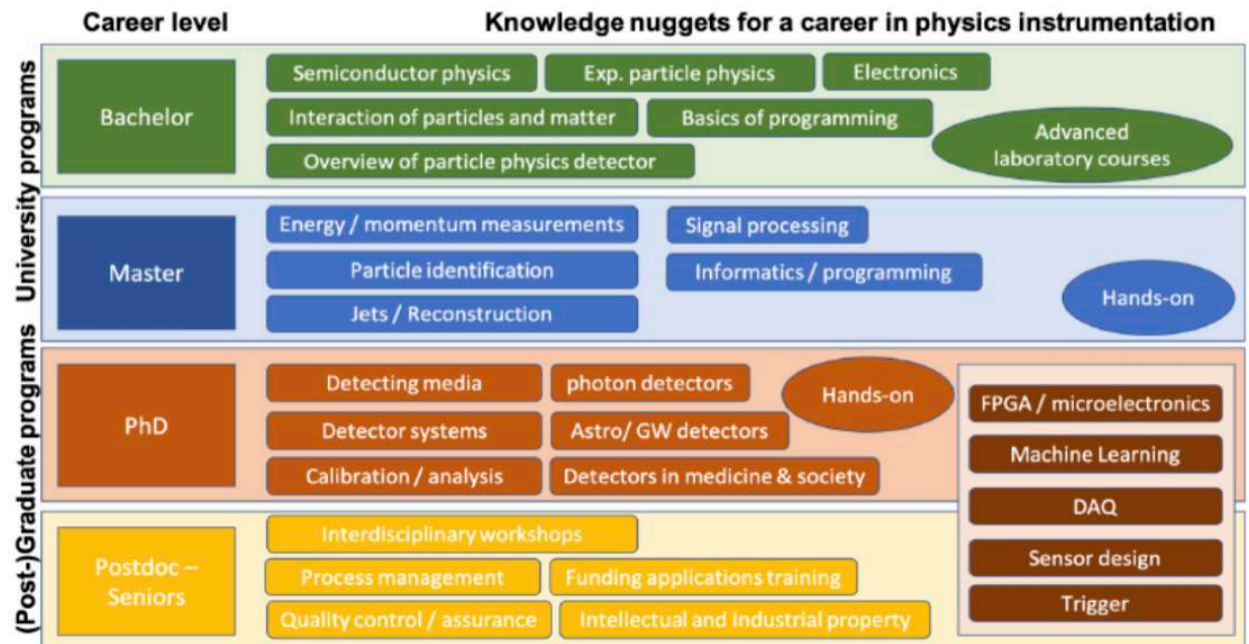 Career level
Knowledge nuggets for a career in physics instrumentation
University programs
Bachelor
Semiconductor physics
Exp. particle physics
Electronics
Interaction of particles and matter
Basics of programming
Overview of particle physics detector
Advanced
laboratory courses
Master
Energy / momentum measurements
Signal processing
Particle identification
Informatics / programming
Jets / Reconstruction
Hands-on
(Post-)Graduate programs
PhD
Detecting media
photon detectors
Hands-on
Detector systems
Astro/ GW detectors
Calibration / analysis
Detectors in medicine & society
FPGA / microelectronics
Machine Learning
DAQ
Sensor design
Trigger
Postdoc –
Seniors
Interdisciplinary workshops
Process management
Funding applications training
Quality control / assurance
Intellectual and industrial property